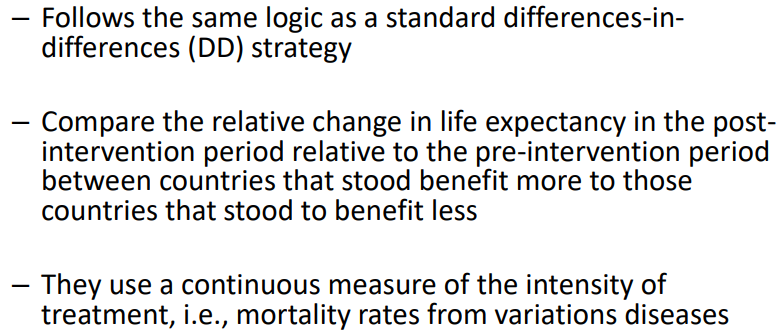 – Follows the same logic as a standard differences-in-
differences (DD) strategy
– Compare the relative change in life expectancy in the post-
intervention period relative to the pre-intervention period
between countries that stood benefit more to those
countries that stood to benefit less
– They use a continuous measure of the intensity of
treatment, i.e., mortality rates from variations diseases